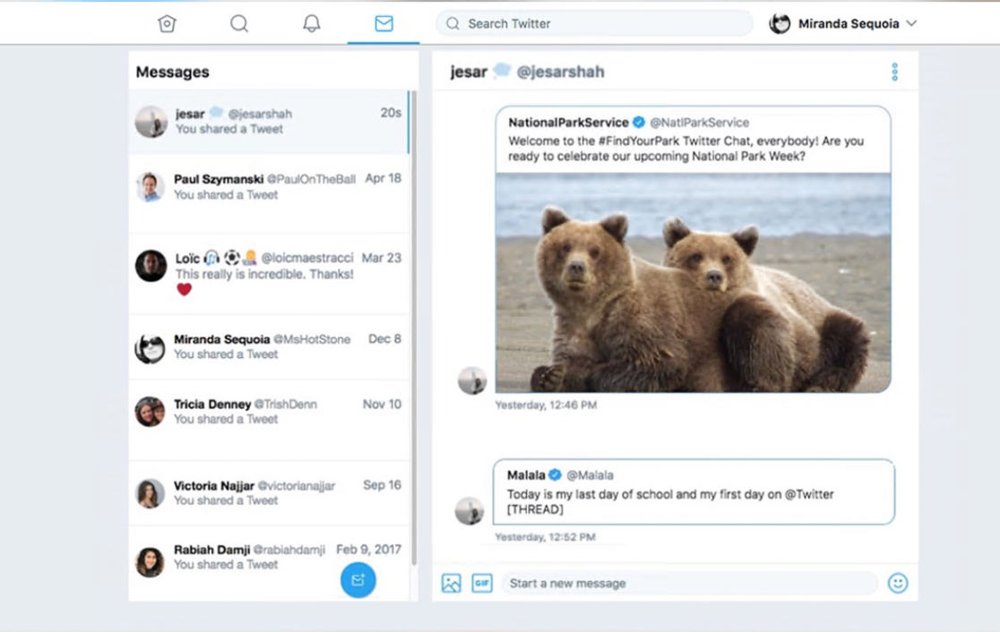 Search Twitter
Miranda Sequoia
Messages
jesar @jesarshah 20s
You shared a Tweet
Paul Szymanski @PaulOnTheBall Apr 18
You shared a Tweet
Loïc @loicmaestracci Mar 23
This really is incredible. Thanks!
Miranda Sequoia @MsHotStone Dec 8
You shared a Tweet
Tricia Denney @TrishDenn Nov 10
You shared a Tweet
Victoria Najjar @victorianajjar Sep 16
You shared a Tweet
Rabiah Damji @rabiahdamji Feb 9, 2017
You shared a Tweet
jesar @jesarshah
NationalParkService @NatlParkService
Welcome to the #FindYourPark Twitter Chat, everybody! Are you
ready to celebrate our upcoming National Park Week?
Yesterday, 12:46 PM
Malala @Malala
Today is my last day of school and my first day on @Twitter
[THREAD]
Yesterday, 12:52 PM
GIF
Start a new message